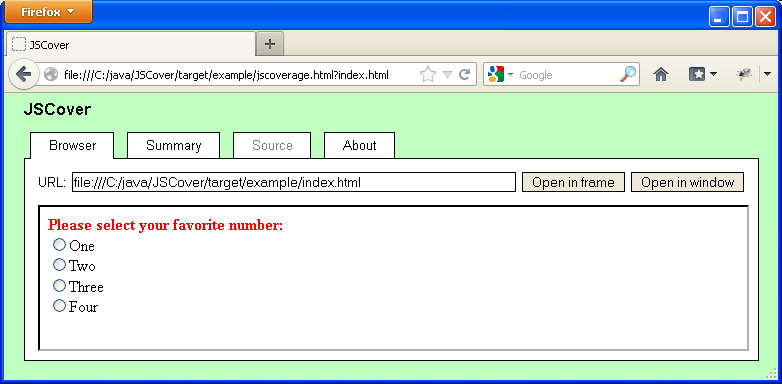 Firefox
JSCover
file:///C:/java/JSCover/target/example/jscoverage.html?index.html
Google
JSCover
Browser Summary Source About
URL: file:///C:/java/JSCover/target/example/index.html Open in frame Open in window
Please select your favorite number:
One
Two
Three
Four